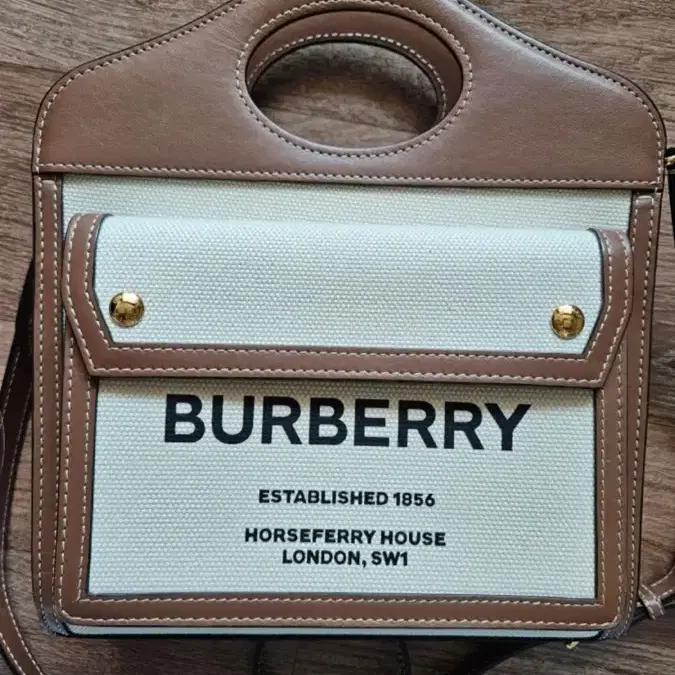 BURBERRY
ESTABLISHED 1856
HORSEFERRY HOUSE
LONDON, SW1